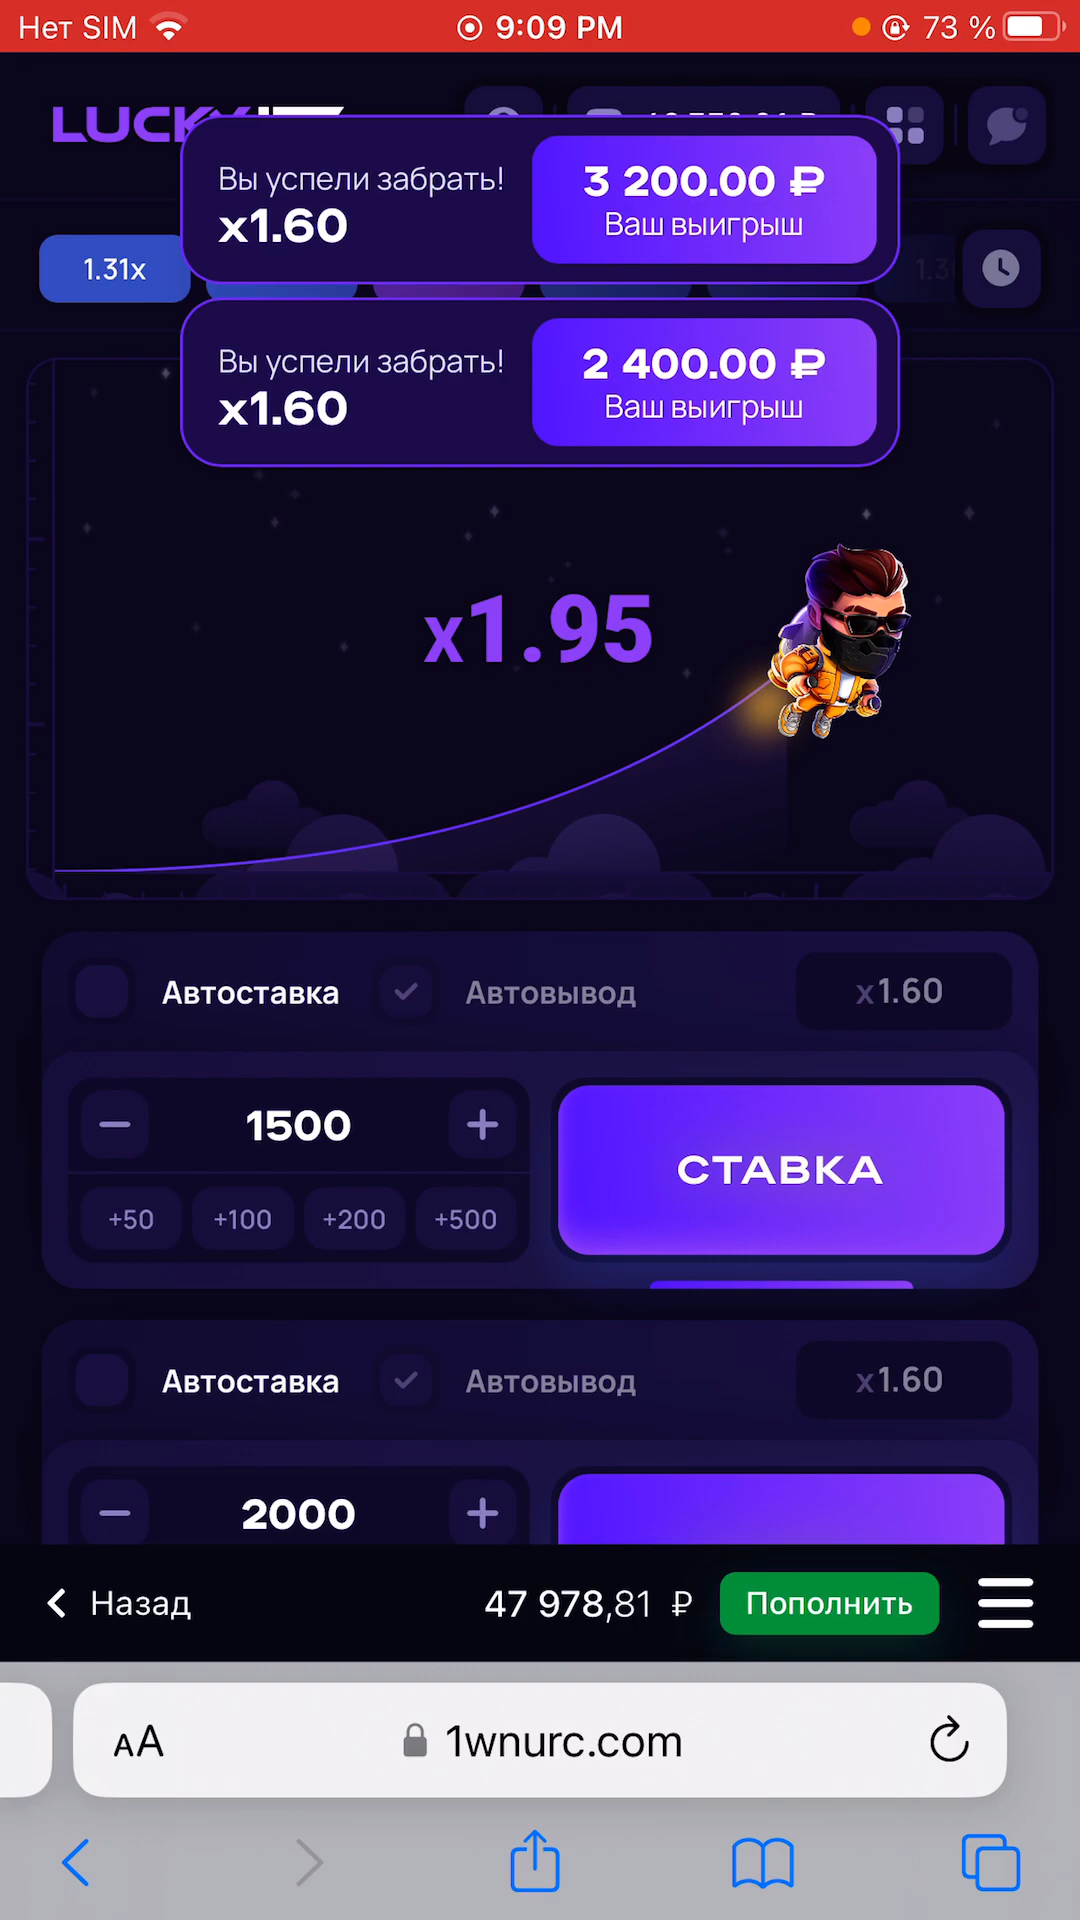 Нет SIM 9:09 PM 73 %
LUCKY
Вы успели забрать!
x1.60
3 200.00 ₽
Ваш выигрыш
1.31x
Вы успели забрать!
x1.60
2 400.00 ₽
Ваш выигрыш
x1.95
Автоставка Автовывод x1.60
1500
+50 +100 +200 +500
СТАВКА
Автоставка Автовывод x1.60
2000
Назад 47 978,81 ₽ Пополнить
AA 1wnurc.com